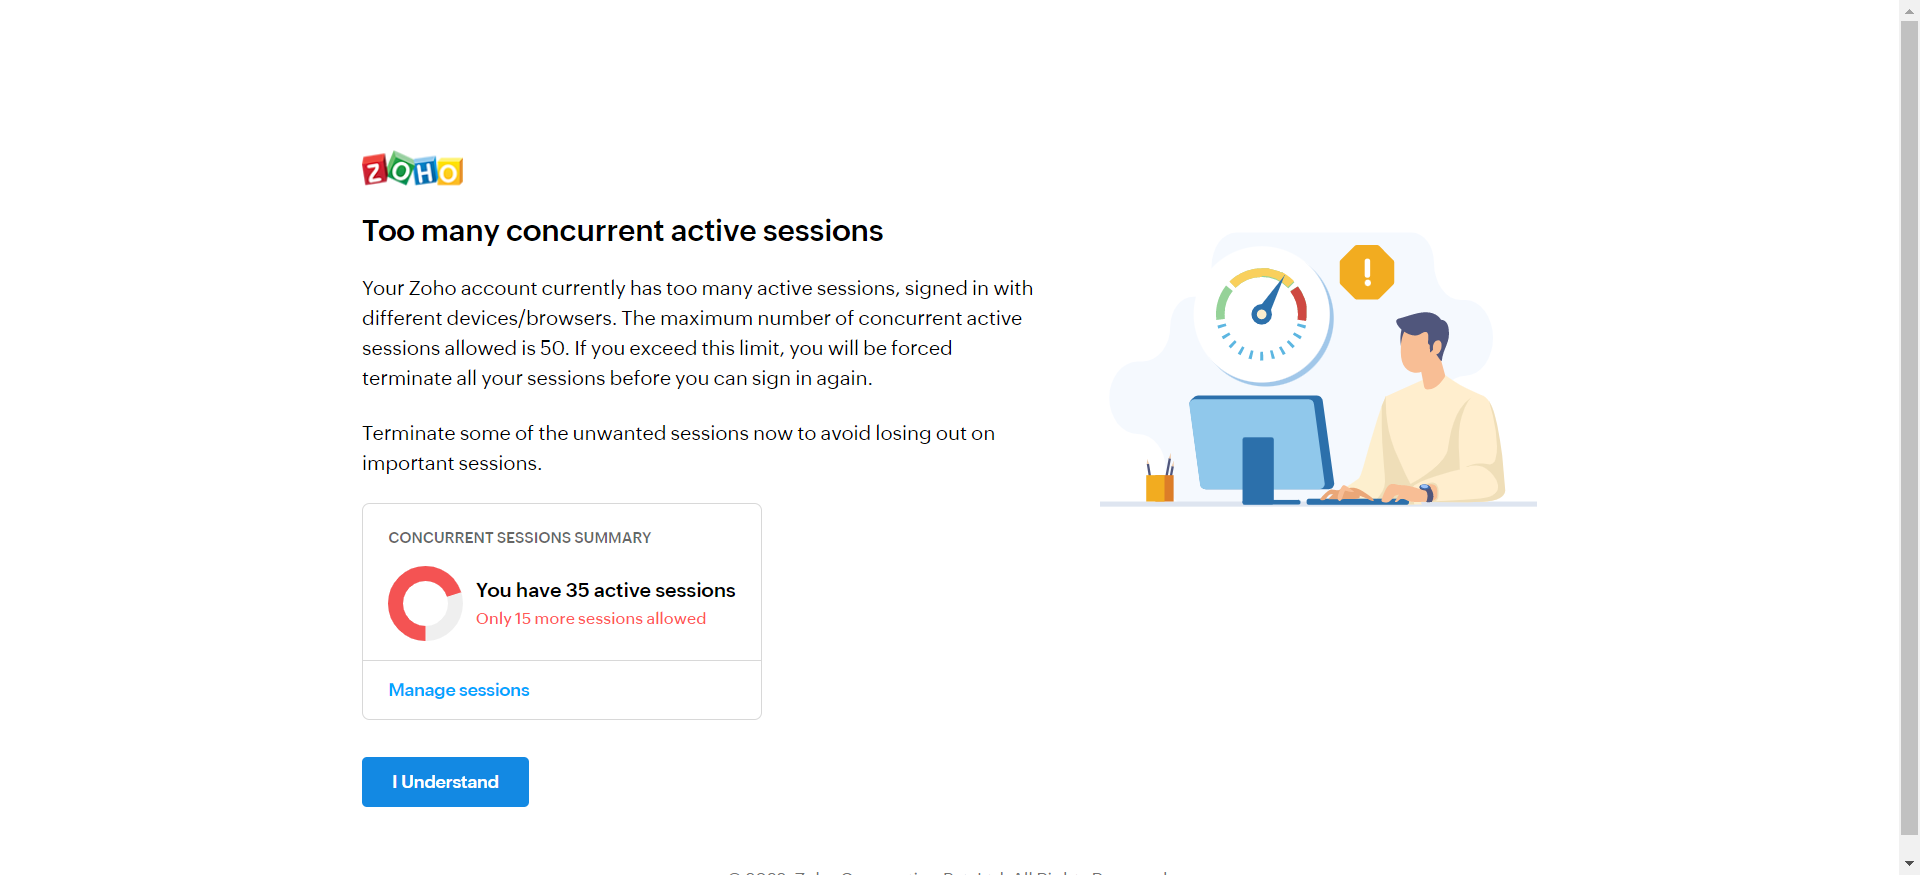 ZOHO
Too many concurrent active sessions
Your Zoho account currently has too many active sessions, signed in with
different devices/browsers. The maximum number of concurrent active
sessions allowed is 50. If you exceed this limit, you will be forced
terminate all your sessions before you can sign in again.
Terminate some of the unwanted sessions now to avoid losing out on
important sessions.
CONCURRENT SESSIONS SUMMARY
You have 35 active sessions
Only 15 more sessions allowed
Manage sessions
I Understand